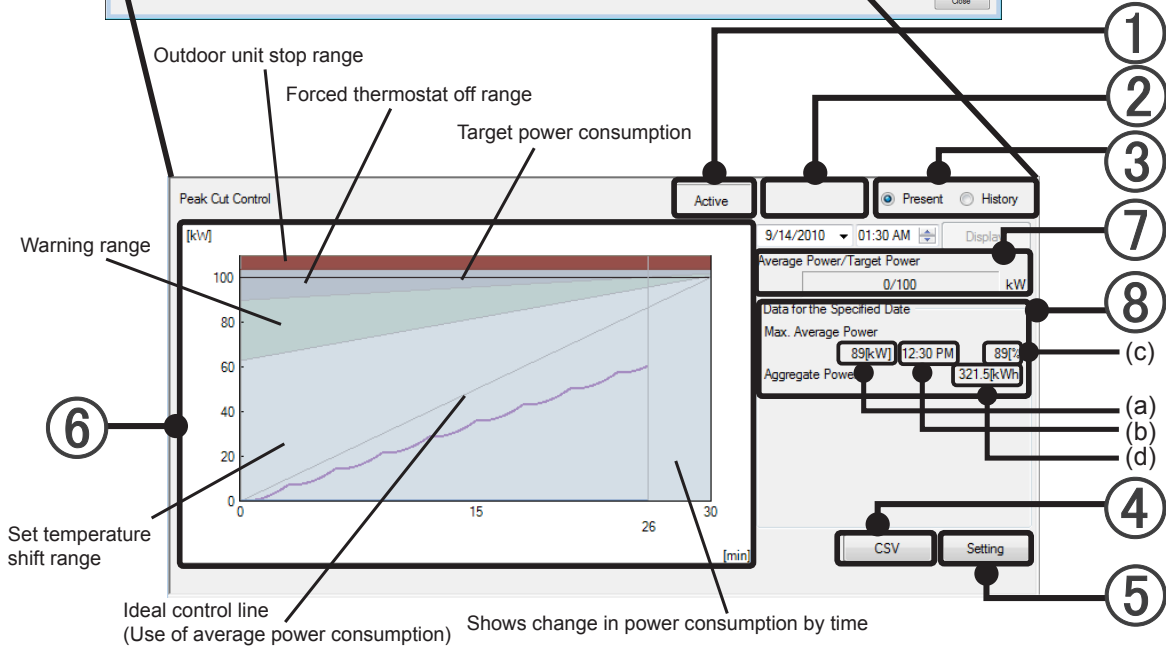 Close
①
Outdoor unit stop range
②
Forced thermostat off range
Target power consumption
③
Peak Cut Control
Active
Present
History
[kW]
9/14/2010
01:30 AM
Display
⑦
Warning range
Average Power/Target Power
0/100
kW
100
80
60
40
20
0
0
15
26
30
[min]
Data for the Specified Date
⑧
Max. Average Power
89[kW]
12:30 PM
89[%
(c)
Aggregate Powe
321.5[kWh
(a)
(b)
(d)
⑥
④
CSV
Setting
⑤
Set temperature
shift range
Ideal control line
(Use of average power consumption)
Shows change in power consumption by time